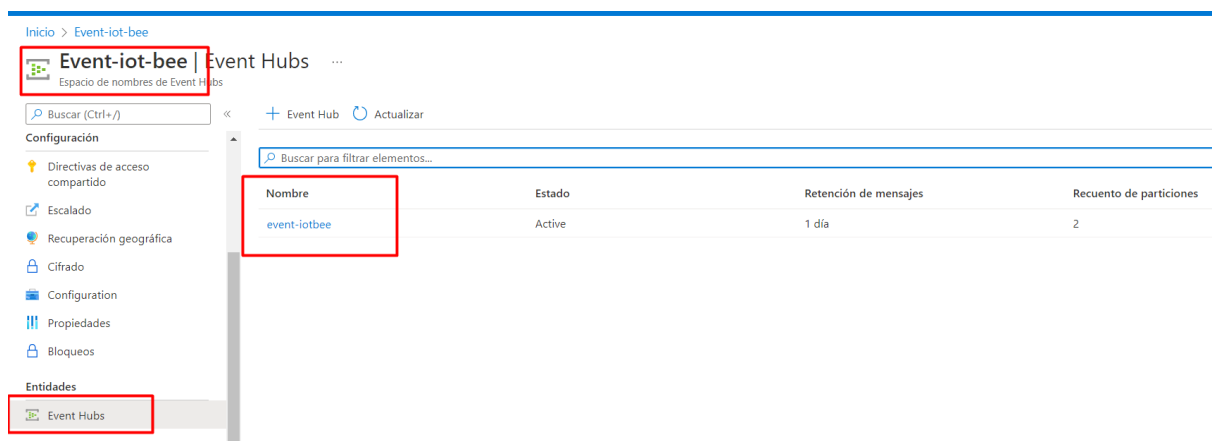 Inicio > Event-iot-bee
Event-iot-bee | Event Hubs ...
Espacio de nombres de Event Hubs
Buscar (Ctrl+/) «
+ Event Hub Actualizar
Configuración
Directivas de acceso
compartido
Escalado
Recuperación geográfica
Cifrado
Configuration
Propiedades
Bloqueos
Entidades
Event Hubs
Buscar para filtrar elementos...
Nombre Estado Retención de mensajes Recuento de particiones
event-iotbee Active 1 día 2